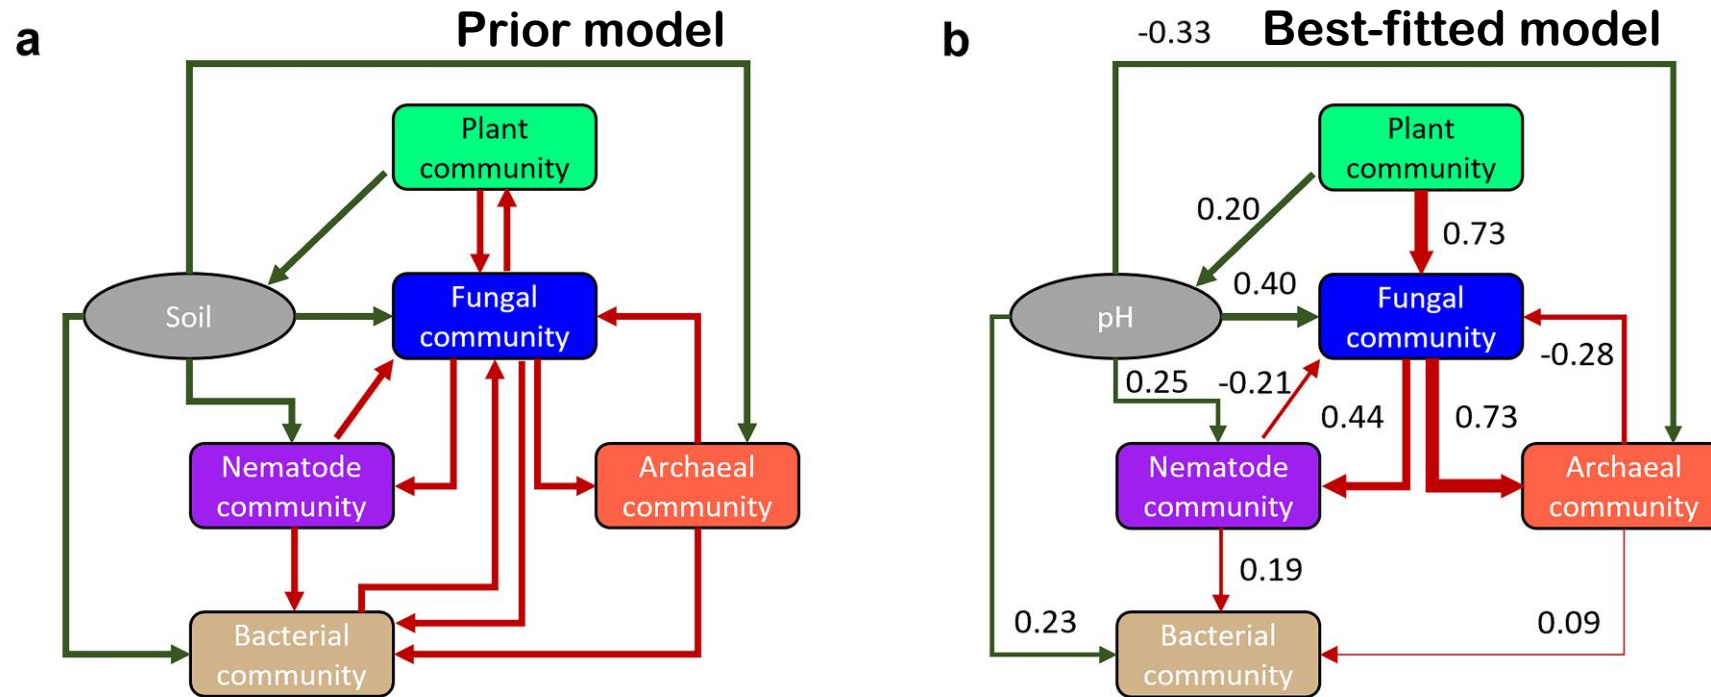 a
Prior model
Plant
community
Soil
Fungal
community
Nematode
community
Archaeal
community
Bacterial
community
b
-0.33
Best-fitted model
Plant
community
0.20
0.73
0.40
pH
Fungal
community
-0.28
0.25
-0.21
0.44
0.73
Nematode
community
Archaeal
community
0.19
0.23
0.09
Bacterial
community